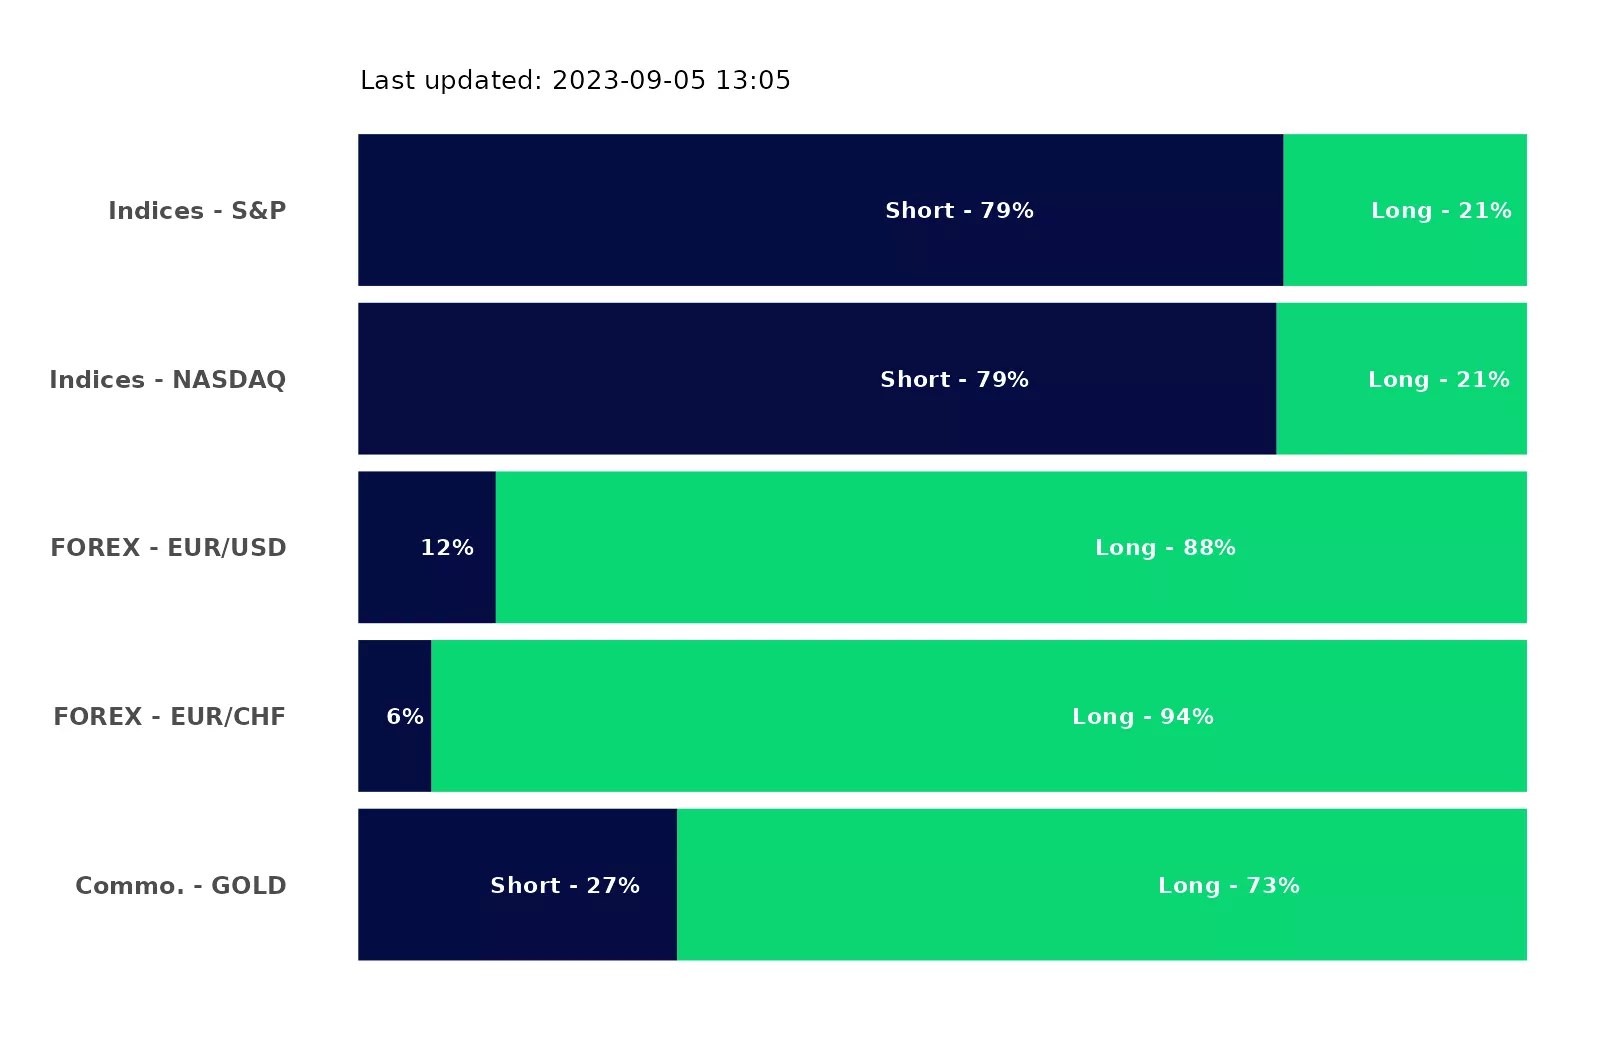 Last updated: 2023-09-05 13:05
Indices - S&P Short - 79% Long - 21%
Indices - NASDAQ Short - 79% Long - 21%
FOREX - EUR/USD 12% Long - 88%
FOREX - EUR/CHF 6% Long - 94%
Commo. - GOLD Short - 27% Long - 73%